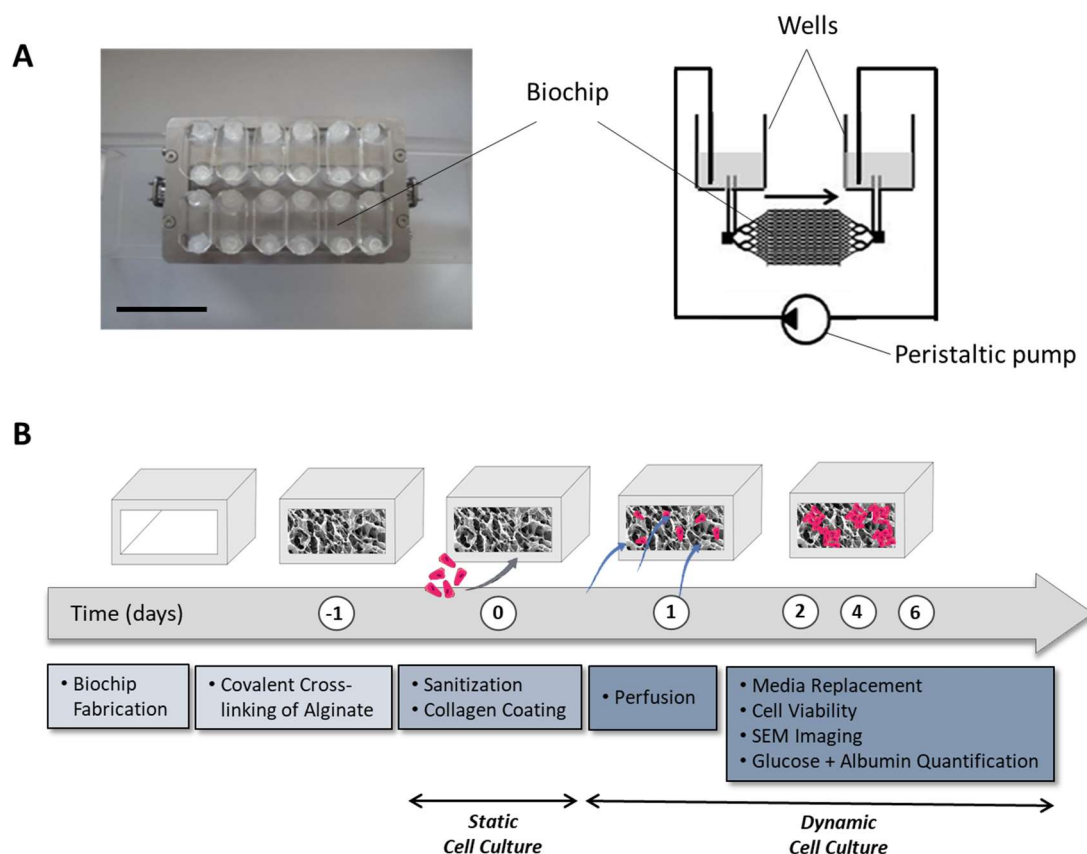 A
Wells
Biochip
Peristaltic pump
B
Time (days)
-1
0
1
2
4
6
• Biochip
Fabrication
• Covalent Cross-
linking of Alginate
• Sanitization
• Collagen Coating
• Perfusion
• Media Replacement
• Cell Viability
• SEM Imaging
• Glucose + Albumin Quantification
Static
Cell Culture
Dynamic
Cell Culture